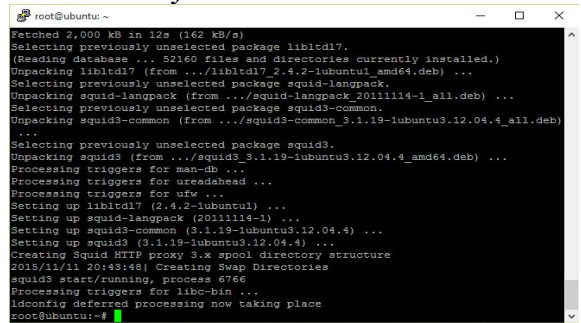 root@ubuntu: ~
Fetched 2,000 kB in 12s (162 kB/s)
Selecting previously unselected package libltdl7.
(Reading database ... 52160 files and directories currently installed.)
Unpacking libltdl7 (from .../libltdl7_2.4.2-1ubuntu1_amd64.deb) ...
Selecting previously unselected package squid-langpack.
Unpacking squid-langpack (from .../squid-langpack_20111114-1_all.deb) ...
Selecting previously unselected package squid3-common.
Unpacking squid3-common (from .../squid3-common_3.1.19-1ubuntu3.12.04.4_all.deb)
...
Selecting previously unselected package squid3.
Unpacking squid3 (from .../squid3_3.1.19-1ubuntu3.12.04.4_amd64.deb) ...
Processing triggers for man-db ...
Processing triggers for ureadahead ...
Processing triggers for ufw ...
Setting up libltdl7 (2.4.2-1ubuntu1) ...
Setting up squid-langpack (20111114-1) ...
Setting up squid3-common (3.1.19-1ubuntu3.12.04.4) ...
Setting up squid3 (3.1.19-1ubuntu3.12.04.4) ...
Creating Squid HTTP proxy 3.x spool directory structure
2015/11/11 20:43:48| Creating Swap Directories
squid3 start/running, process 6766
Processing triggers for libc-bin ...
ldconfig deferred processing now taking place
root@ubuntu:~#